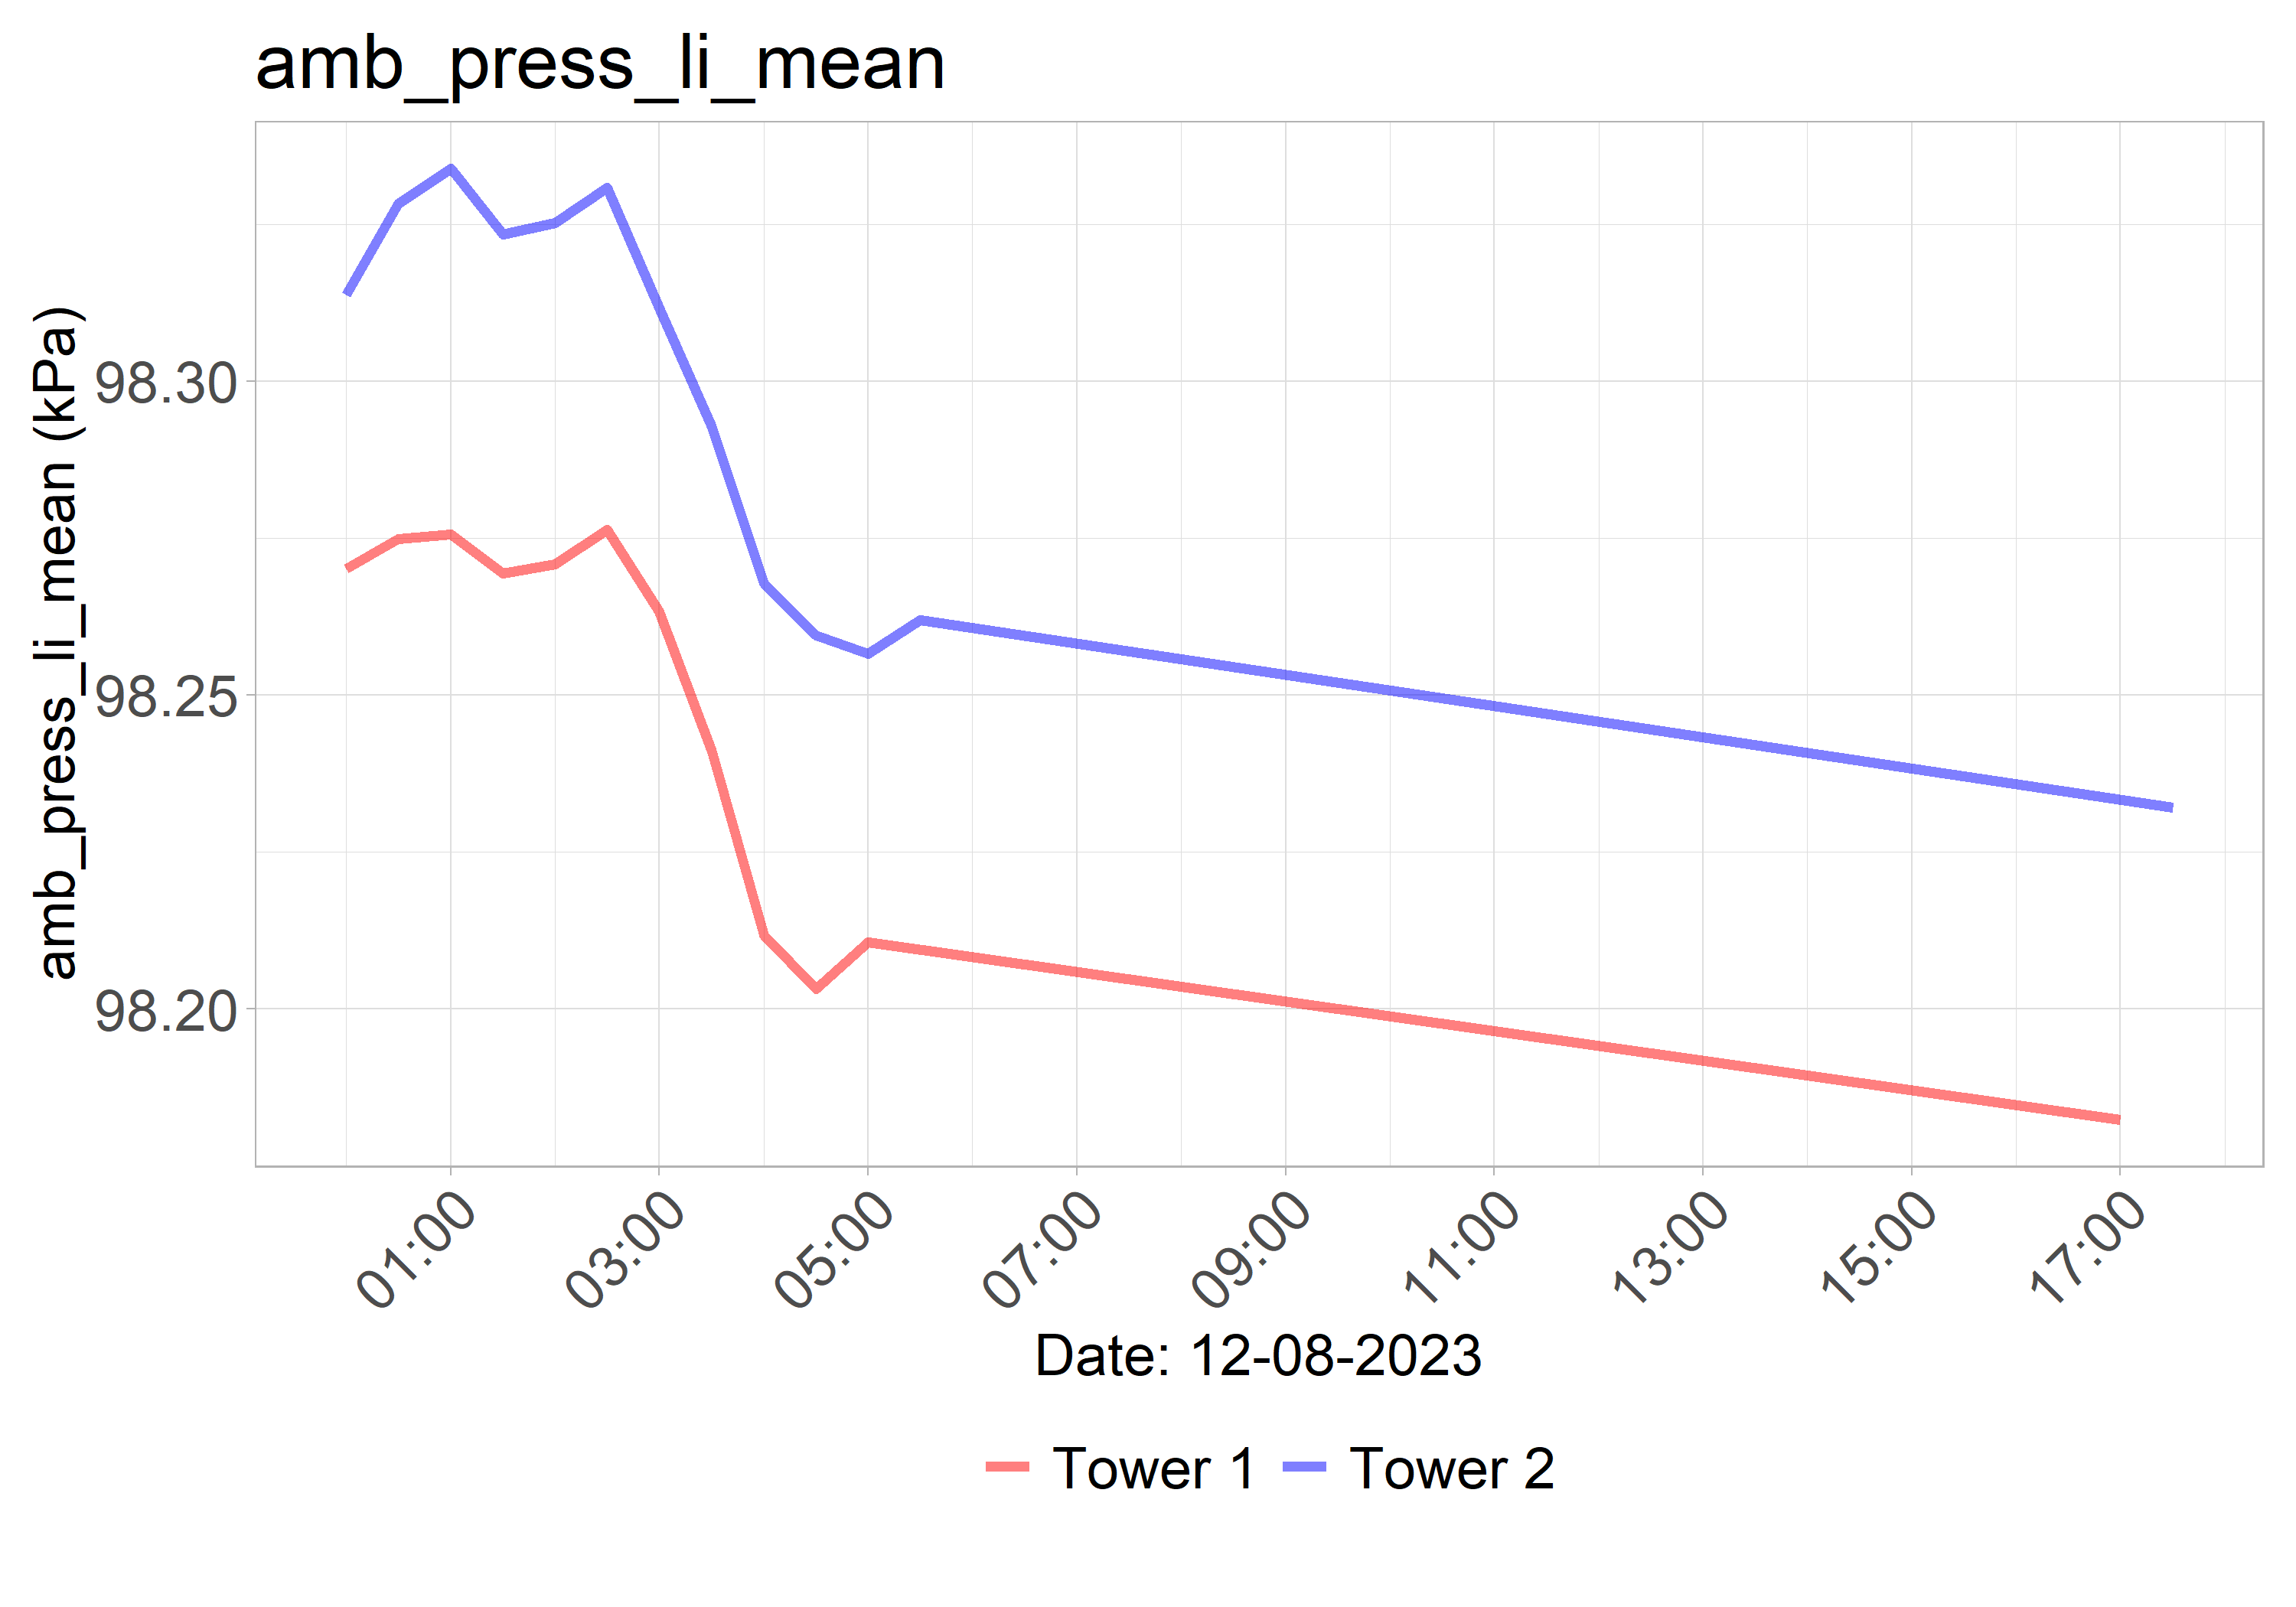 amb_press_li_mean
amb_press_li_mean (kPa)
98.30
98.25
98.20
01:00 03:00 05:00 07:00 09:00 11:00 13:00 15:00 17:00
Date: 12-08-2023
Tower 1 Tower 2